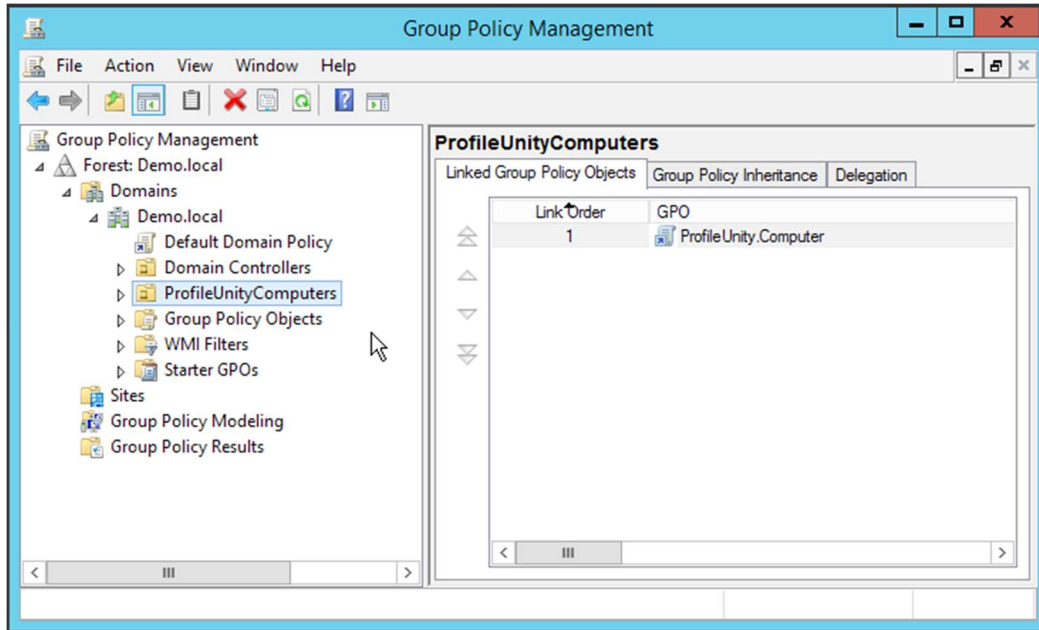 Group Policy Management
File Action View Window Help
Group Policy Management
Forest: Demo.local
Domains
Demo.local
Default Domain Policy
Domain Controllers
ProfileUnityComputers
Group Policy Objects
WMI Filters
Starter GPOs
Sites
Group Policy Modeling
Group Policy Results
ProfileUnityComputers
Linked Group Policy Objects Group Policy Inheritance Delegation
Link Order GPO
1 ProfileUnity.Computer